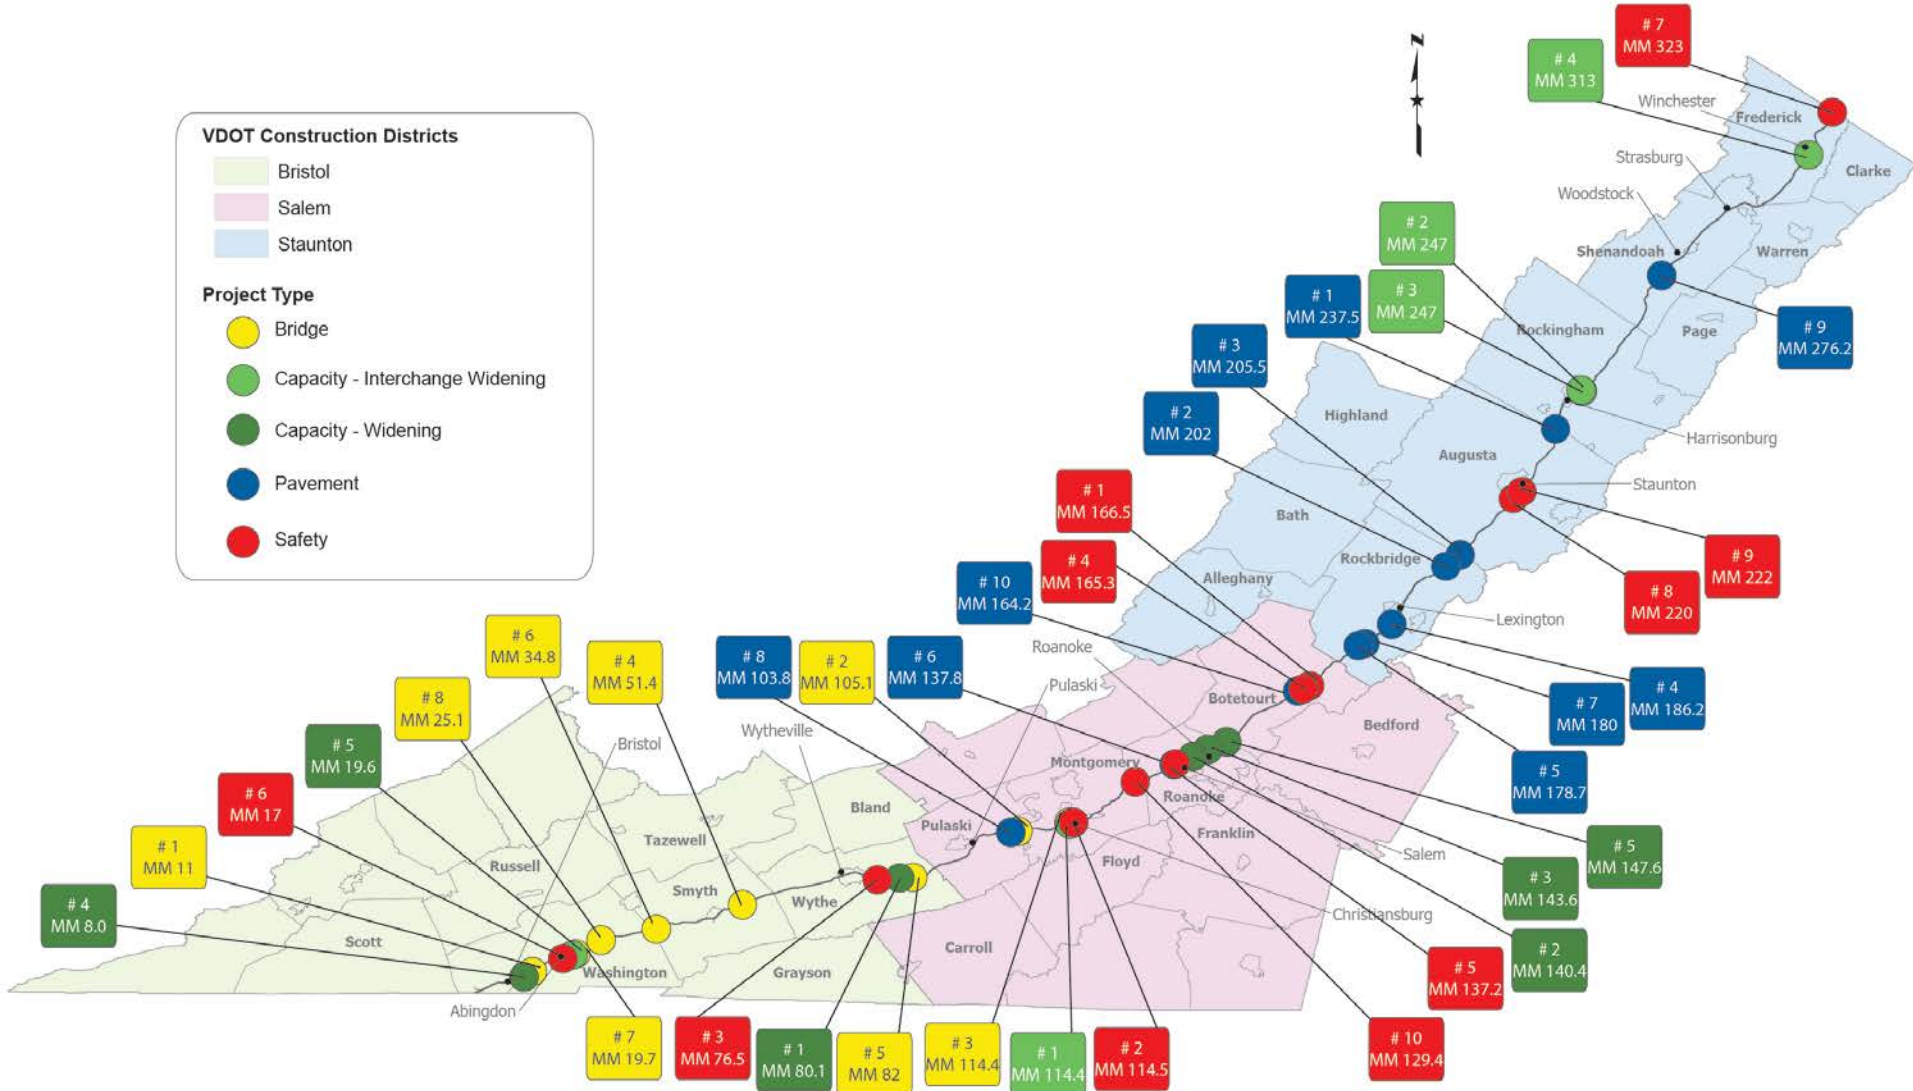 VDOT Construction Districts
Bristol
Salem
Staunton
Project Type
Bridge
Capacity - Interchange Widening
Capacity - Widening
Pavement
Safety
N
# 7
MM 323
# 4
MM 313
Winchester
Frederick
Clarke
Strasburg
Woodstock
Shenandoah
Warren
# 2
MM 247
# 3
MM 247
# 1
MM 237.5
Rockingham
Page
# 9
MM 276.2
# 3
MM 205.5
# 2
MM 202
Highland
Harrisonburg
Augusta
Staunton
# 1
MM 166.5
Bath
# 4
MM 165.3
Rockbridge
# 9
MM 222
# 8
MM 220
Alleghany
# 10
MM 164.2
Lexington
Roanoke
# 6
MM 34.8
# 4
MM 51.4
# 8
MM 103.8
# 2
MM 105.1
# 6
MM 137.8
Pulaski
Botetourt
Bedford
# 7
MM 180
# 4
MM 186.2
# 8
MM 25.1
# 5
MM 19.6
Bristol
Wytheville
Montgomery
# 5
MM 178.7
# 6
MM 17
Bland
Roanoke
Pulaski
Franklin
Tazewell
# 1
MM 11
Russell
Floyd
Salem
# 5
MM 147.6
# 3
MM 143.6
Smyth
Wythe
# 4
MM 8.0
Christiansburg
Scott
Carroll
# 2
MM 140.4
Washington
Grayson
# 5
MM 137.2
Abingdon
# 7
MM 19.7
# 3
MM 76.5
# 1
MM 80.1
# 5
MM 82
# 3
MM 114.4
# 1
MM 114.4
# 2
MM 114.5
# 10
MM 129.4